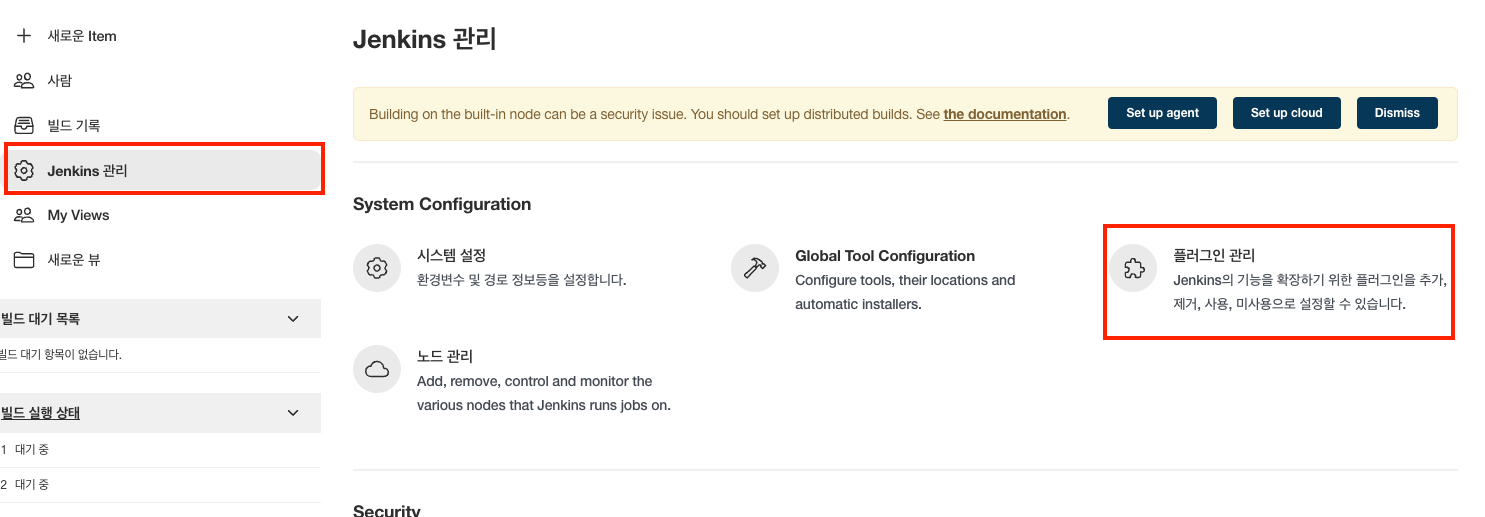 새로운 Item
사람
빌드 기록
Jenkins 관리
My Views
새로운 뷰
빌드 대기 목록
빌드 대기 항목이 없습니다.
빌드 실행 상태
1 대기 중
2 대기 중
Jenkins 관리
Building on the built-in node can be a security issue. You should set up distributed builds. See the documentation.
Set up agent
Set up cloud
Dismiss
System Configuration
시스템 설정
환경변수 및 경로 정보등을 설정합니다.
Global Tool Configuration
Configure tools, their locations and
automatic installers.
플러그인 관리
Jenkins의 기능을 확장하기 위한 플러그인을 추가,
제거, 사용, 미사용으로 설정할 수 있습니다.
노드 관리
Add, remove, control and monitor the
various nodes that Jenkins runs jobs on.
Security